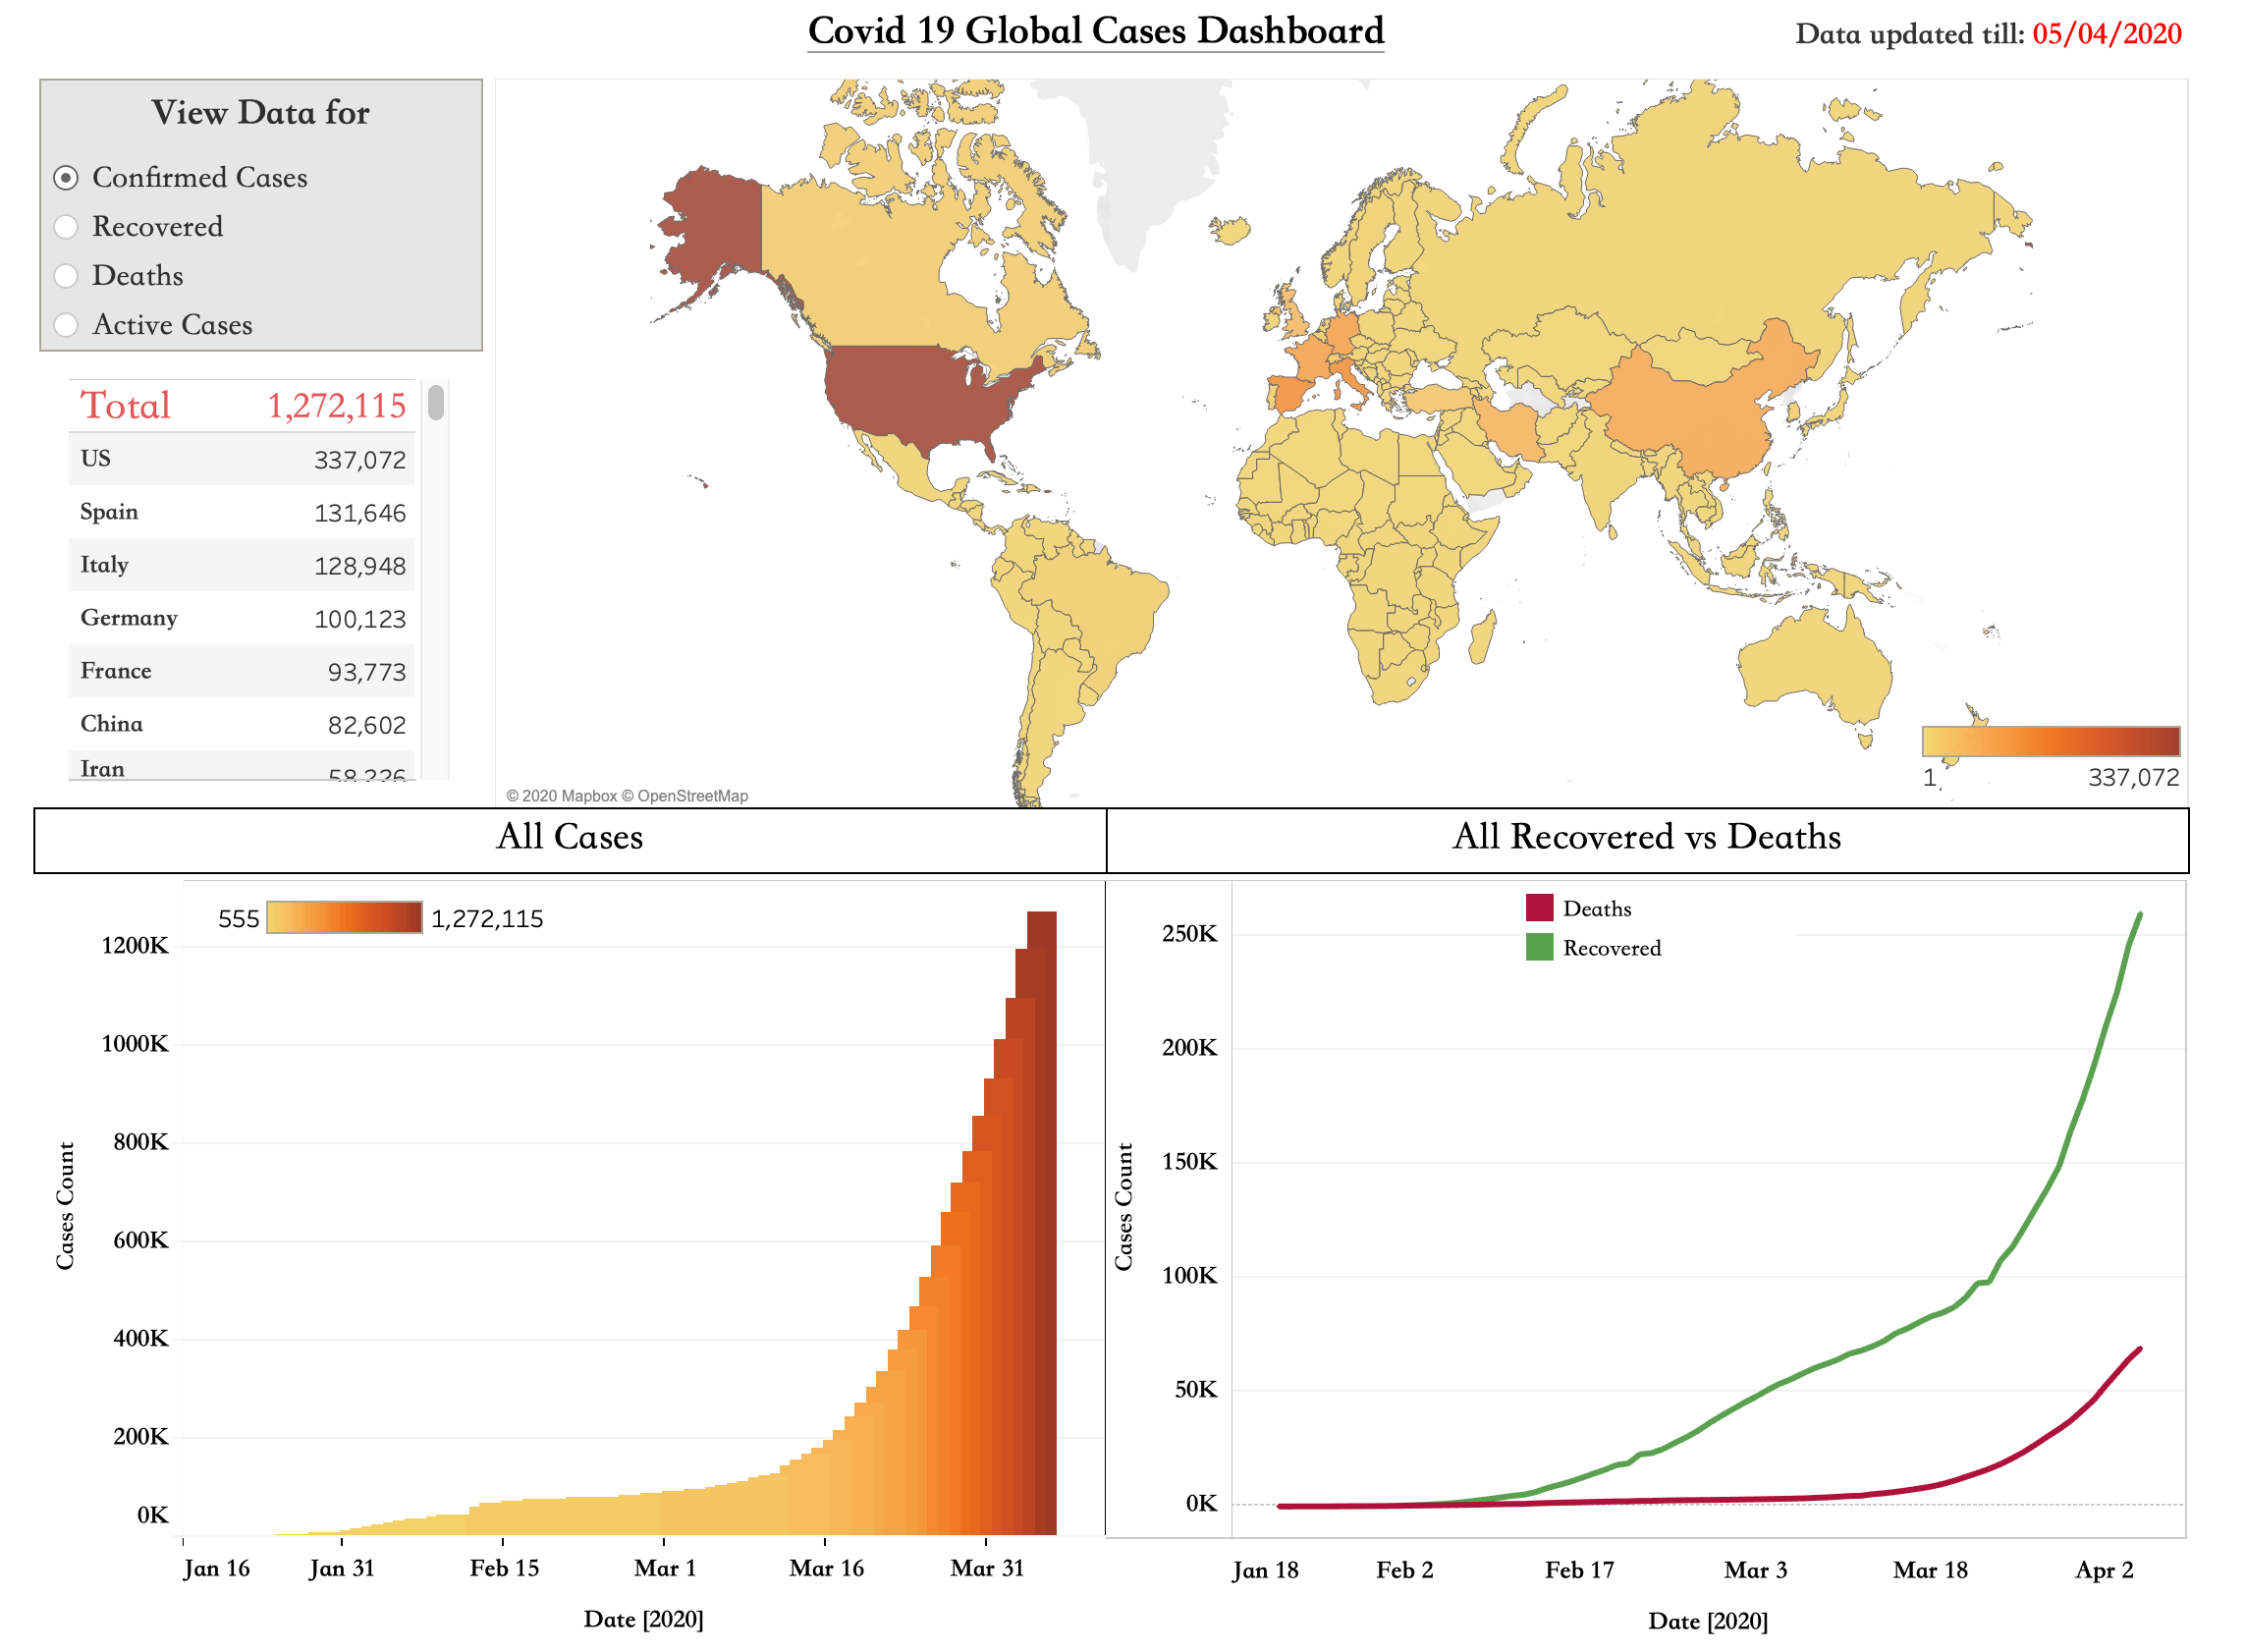 Covid 19 Global Cases Dashboard
Data updated till: 05/04/2020
View Data for
Confirmed Cases
Recovered
Deaths
Active Cases
Total 1,272,115
US 337,072
Spain 131,646
Italy 128,948
Germany 100,123
France 93,773
China 82,602
Iran 58,226
1 337,072
© 2020 Mapbox © OpenStreetMap
All Cases
555 1,272,115
1200K
1000K
800K
600K
400K
200K
0K
Cases Count
Jan 16 Jan 31 Feb 15 Mar 1 Mar 16 Mar 31
Date [2020]
All Recovered vs Deaths
Deaths
Recovered
250K
200K
150K
100K
50K
0K
Cases Count
Jan 18 Feb 2 Feb 17 Mar 3 Mar 18 Apr 2
Date [2020]